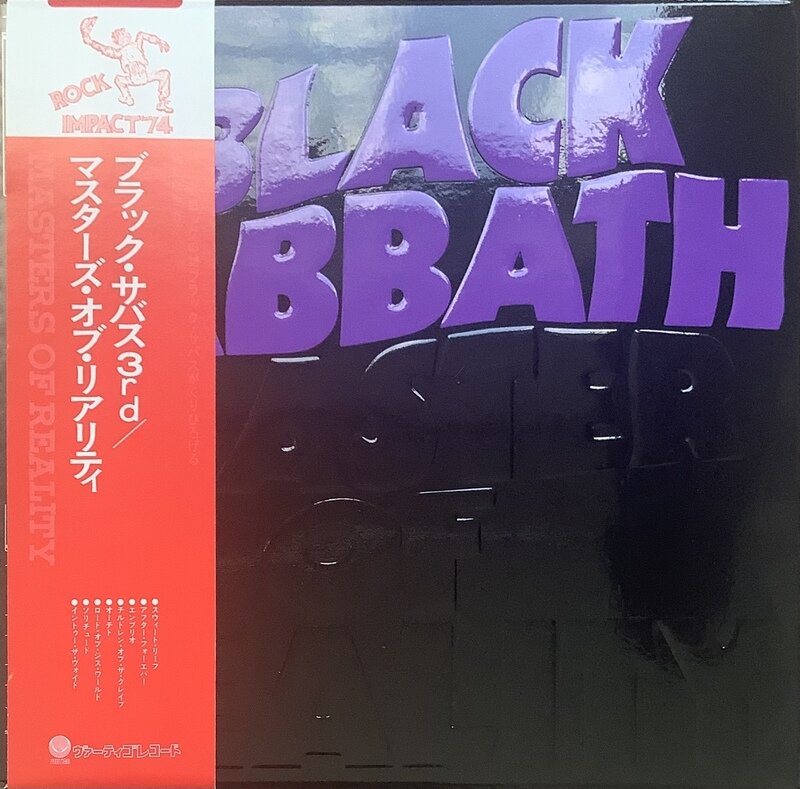 ROCK
IMPACT'74
ブラック・サバス3rd／
マスターズ・オブ・リアリティ
MASTERS OF REALITY
●スウィート・リーフ
●アフター・フォーエバー
●エンブリオ
●チルドレン・オブ・ザ・グレイブ
●オーチド
●ロード・オブ・ジス・ワールド
●ソリチュード
●イントゥー・ザ・ヴォイド
ヴァーティゴレコード
BLACK
ABBATH
ASTER
OF
ALITY